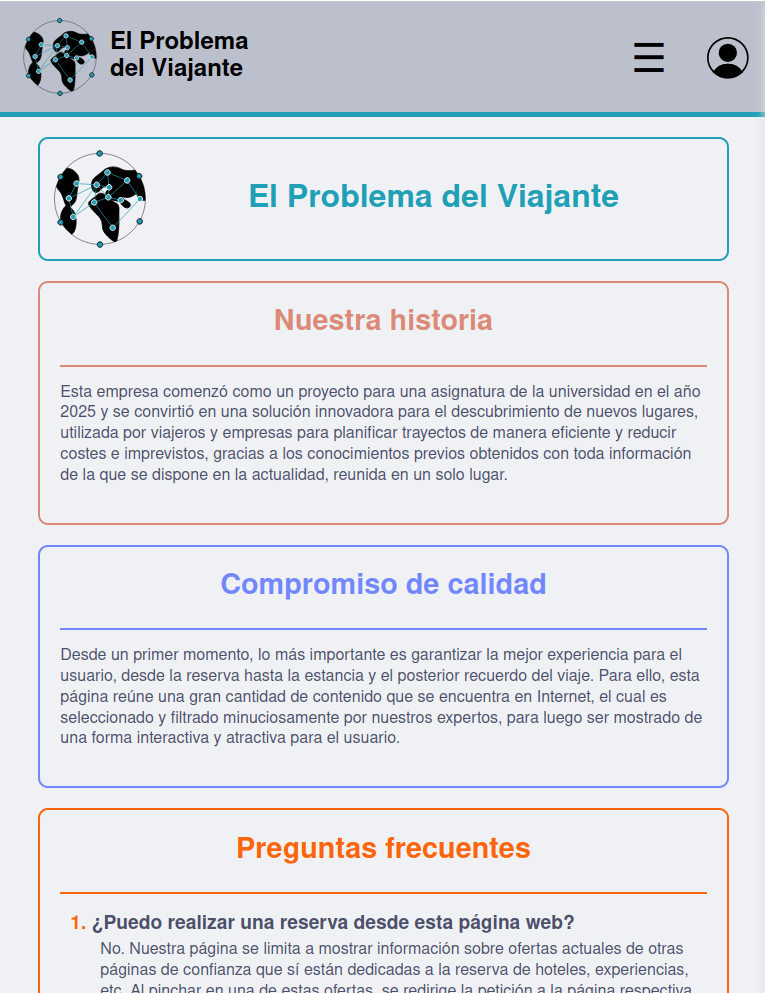 El Problema
del Viajante
El Problema del Viajante
Nuestra historia
Esta empresa comenzó como un proyecto para una asignatura de la universidad en el año
2025 y se convirtió en una solución innovadora para el descubrimiento de nuevos lugares,
utilizada por viajeros y empresas para planificar trayectos de manera eficiente y reducir
costes e imprevistos, gracias a los conocimientos previos obtenidos con toda información
de la que se dispone en la actualidad, reunida en un solo lugar.
Compromiso de calidad
Desde un primer momento, lo más importante es garantizar la mejor experiencia para el
usuario, desde la reserva hasta la estancia y el posterior recuerdo del viaje. Para ello, esta
página reúne una gran cantidad de contenido que se encuentra en Internet, el cual es
seleccionado y filtrado minuciosamente por nuestros expertos, para luego ser mostrado de
una forma interactiva y atractiva para el usuario.
Preguntas frecuentes
1. ¿Puedo realizar una reserva desde esta página web?
No. Nuestra página se limita a mostrar información sobre ofertas actuales de otras
páginas de confianza que sí están dedicadas a la reserva de hoteles, experiencias,
etc. Al pinchar en una de estas ofertas, se redirige la petición a la página respectiva